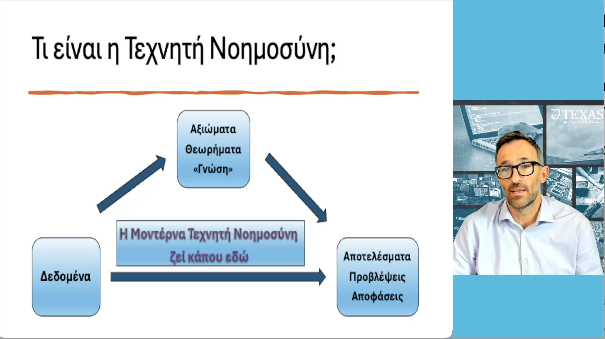 Τι είναι η Τεχνητή Νοημοσύνη;
Αξιώματα
Θεωρήματα
«Γνώση»
Η Μοντέρνα Τεχνητή Νοημοσύνη
ζεί κάπου εδώ
Δεδομένα
Αποτελέσματα
Προβλέψεις
Αποφάσεις
TEXAS